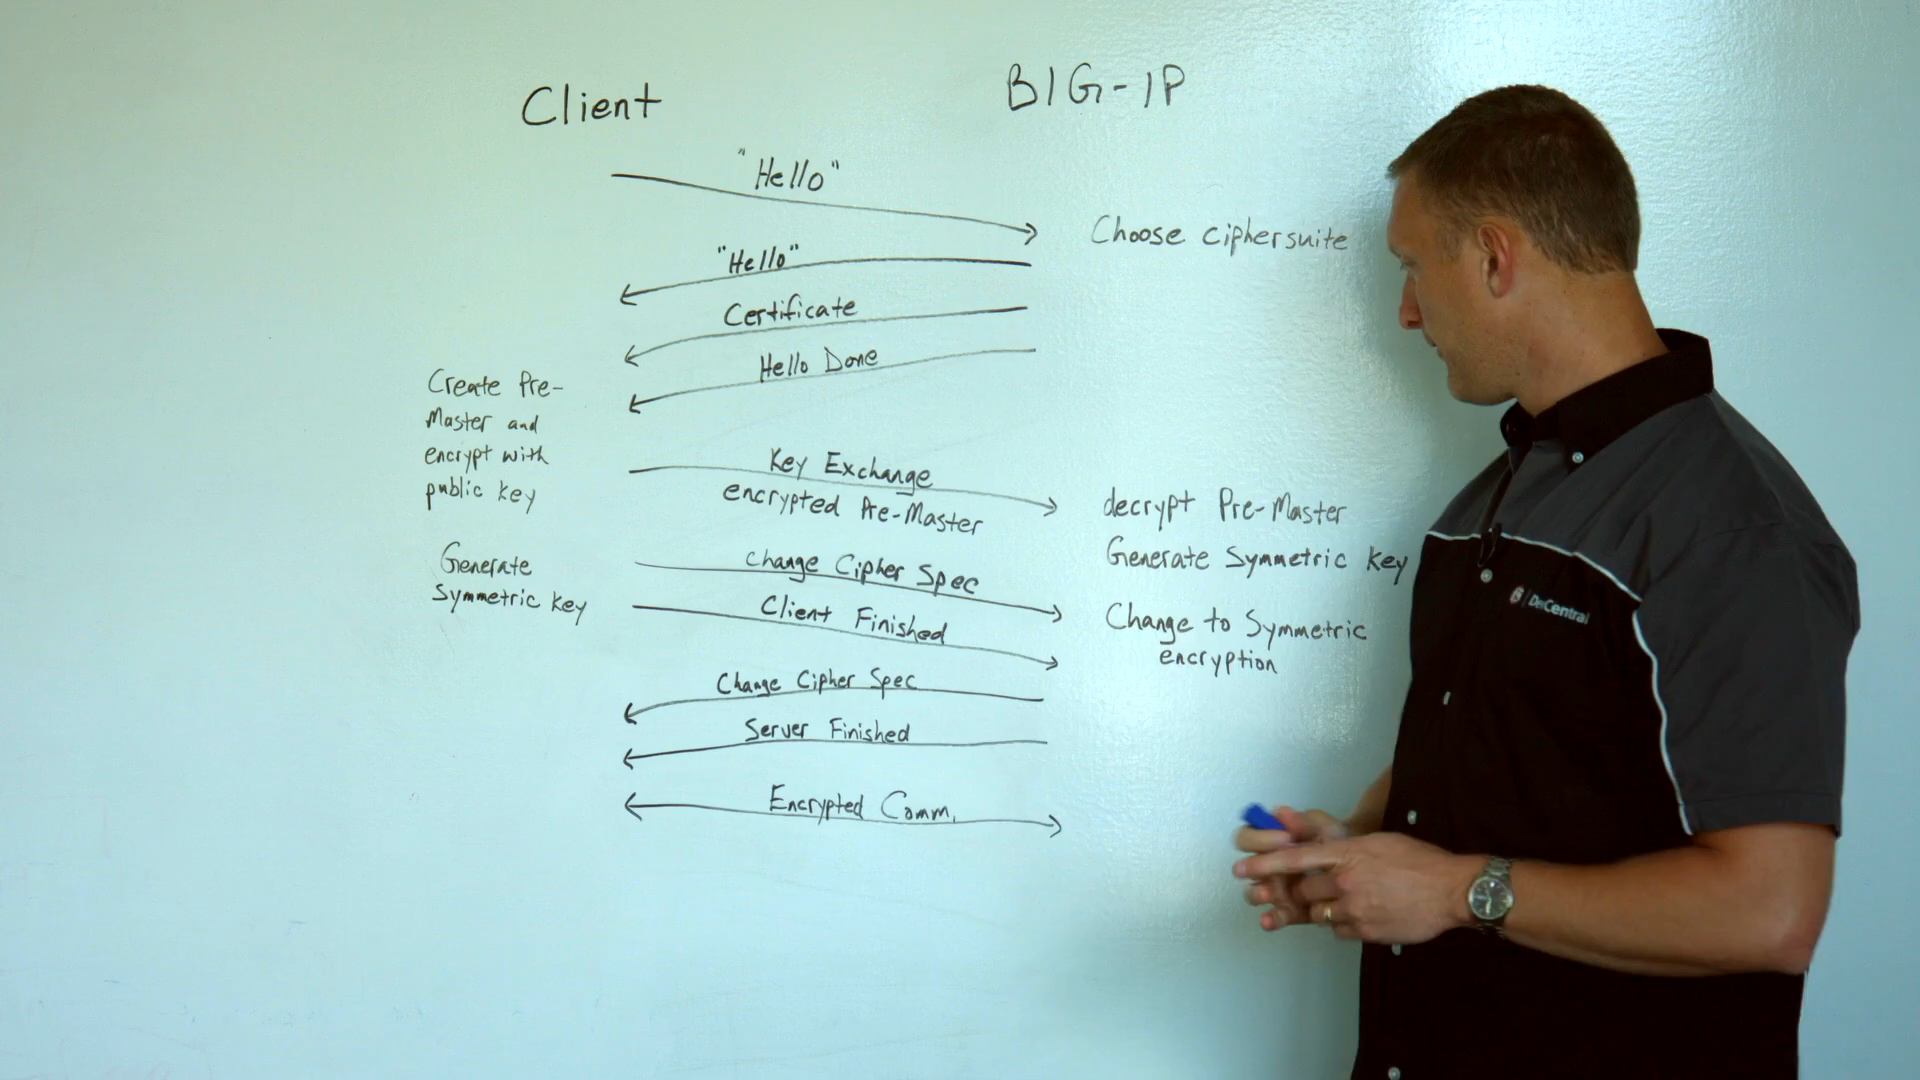 Client
BIG-IP
"Hello"
Choose ciphersuite
"Hello"
Certificate
Hello Done
Create Pre-
Master and
encrypt with
public key
Key Exchange
encrypted Pre-Master
decrypt Pre-Master
Generate Symmetric key
Generate
Symmetric key
Change Cipher Spec
Client Finished
Change to Symmetric
encryption
Change Cipher Spec
Server Finished
Encrypted Comm.
DevCentral